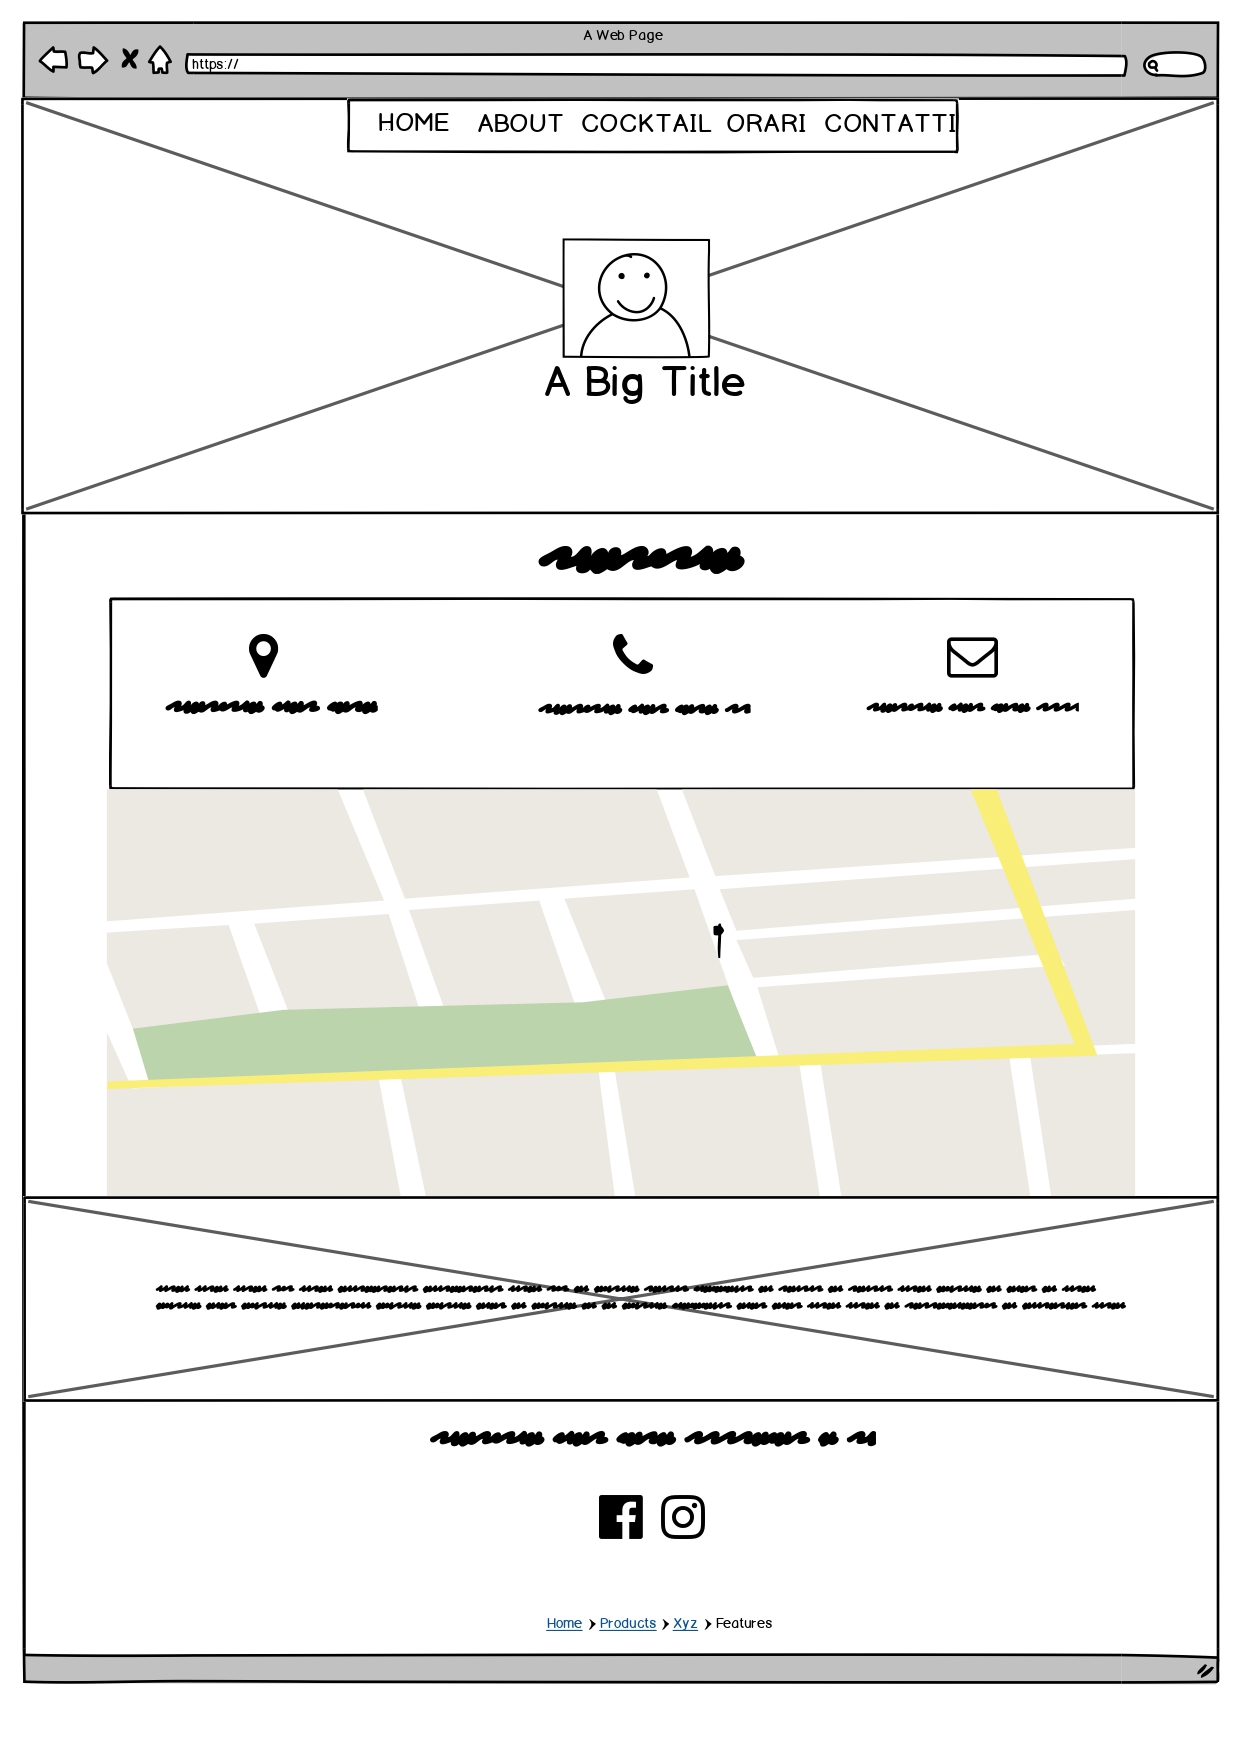 A Web Page
https://
HOME ABOUT COCKTAIL ORARI CONTATTI
A Big Title
Home Products Xyz Features